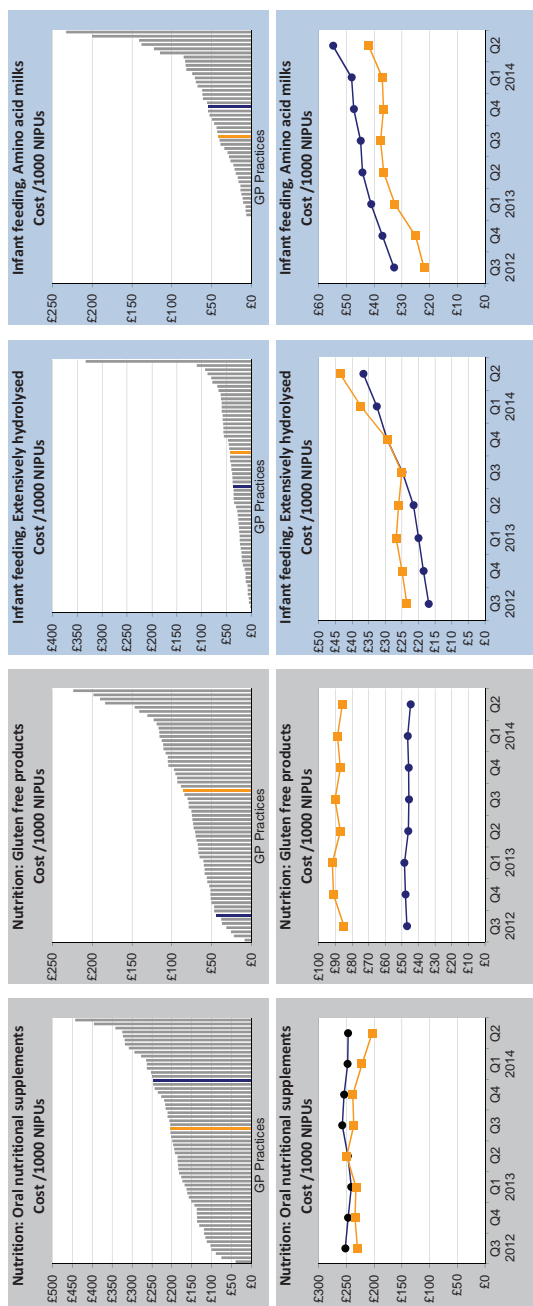 Nutrition: Oral nutritional supplements
Cost /1000 NIPUs
£500
£450
£400
£350
£300
£250
£200
£150
£100
£50
£0
GP Practices
Nutrition: Gluten free products
Cost /1000 NIPUs
£250
£200
£150
£100
£50
£0
GP Practices
Infant feeding, Extensively hydrolysed
Cost /1000 NIPUs
£400
£350
£300
£250
£200
£150
£100
£50
£0
GP Practices
Infant feeding, Amino acid milks
Cost /1000 NIPUs
£250
£200
£150
£100
£50
£0
GP Practices
Nutrition: Oral nutritional supplements
Cost /1000 NIPUs
£300
£250
£200
£150
£100
£50
£0
Q3 Q4 Q1 Q2 Q3 Q4 Q1 Q2
2012 2013 2014
Nutrition: Gluten free products
Cost /1000 NIPUs
£100
£90
£80
£70
£60
£50
£40
£30
£20
£10
£0
Q3 Q4 Q1 Q2 Q3 Q4 Q1 Q2
2012 2013 2014
Infant feeding, Extensively hydrolysed
Cost /1000 NIPUs
£50
£45
£40
£35
£30
£25
£20
£15
£10
£5
£0
Q3 Q4 Q1 Q2 Q3 Q4 Q1 Q2
2012 2013 2014
Infant feeding, Amino acid milks
Cost /1000 NIPUs
£60
£50
£40
£30
£20
£10
£0
Q3 Q4 Q1 Q2 Q3 Q4 Q1 Q2
2012 2013 2014